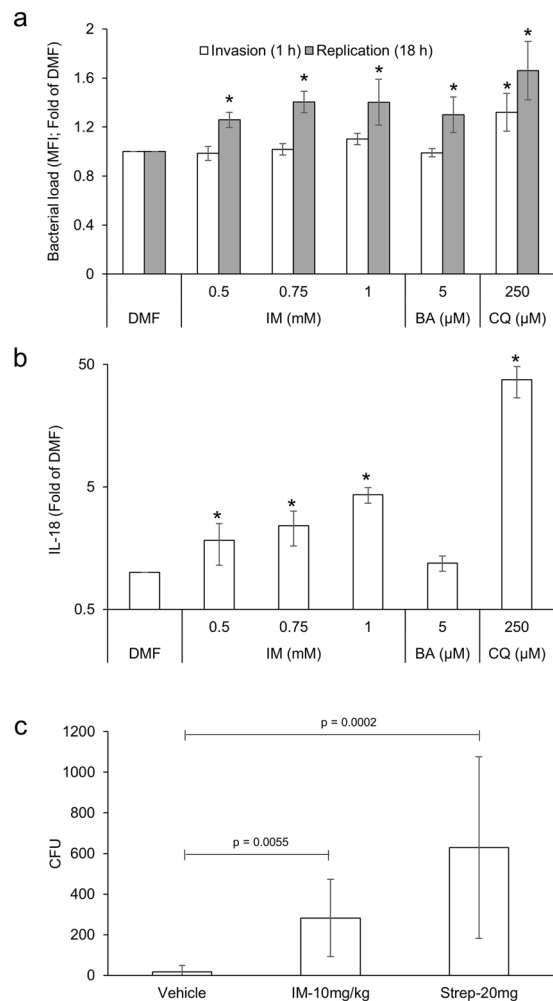 a
Bacterial load (MFI; Fold of DMF)
2
1.6
1.2
0.8
0.4
0
Invasion (1 h) Replication (18 h)
* * * * * *
0.5 0.75 1 5 250
DMF IM (mM) BA (µM) CQ (µM)
b
IL-18 (Fold of DMF)
50
5
0.5
* * * *
0.5 0.75 1 5 250
DMF IM (mM) BA (µM) CQ (µM)
c
CFU
1200
1000
800
600
400
200
0
p = 0.0002
p = 0.0055
Vehicle IM-10mg/kg Strep-20mg